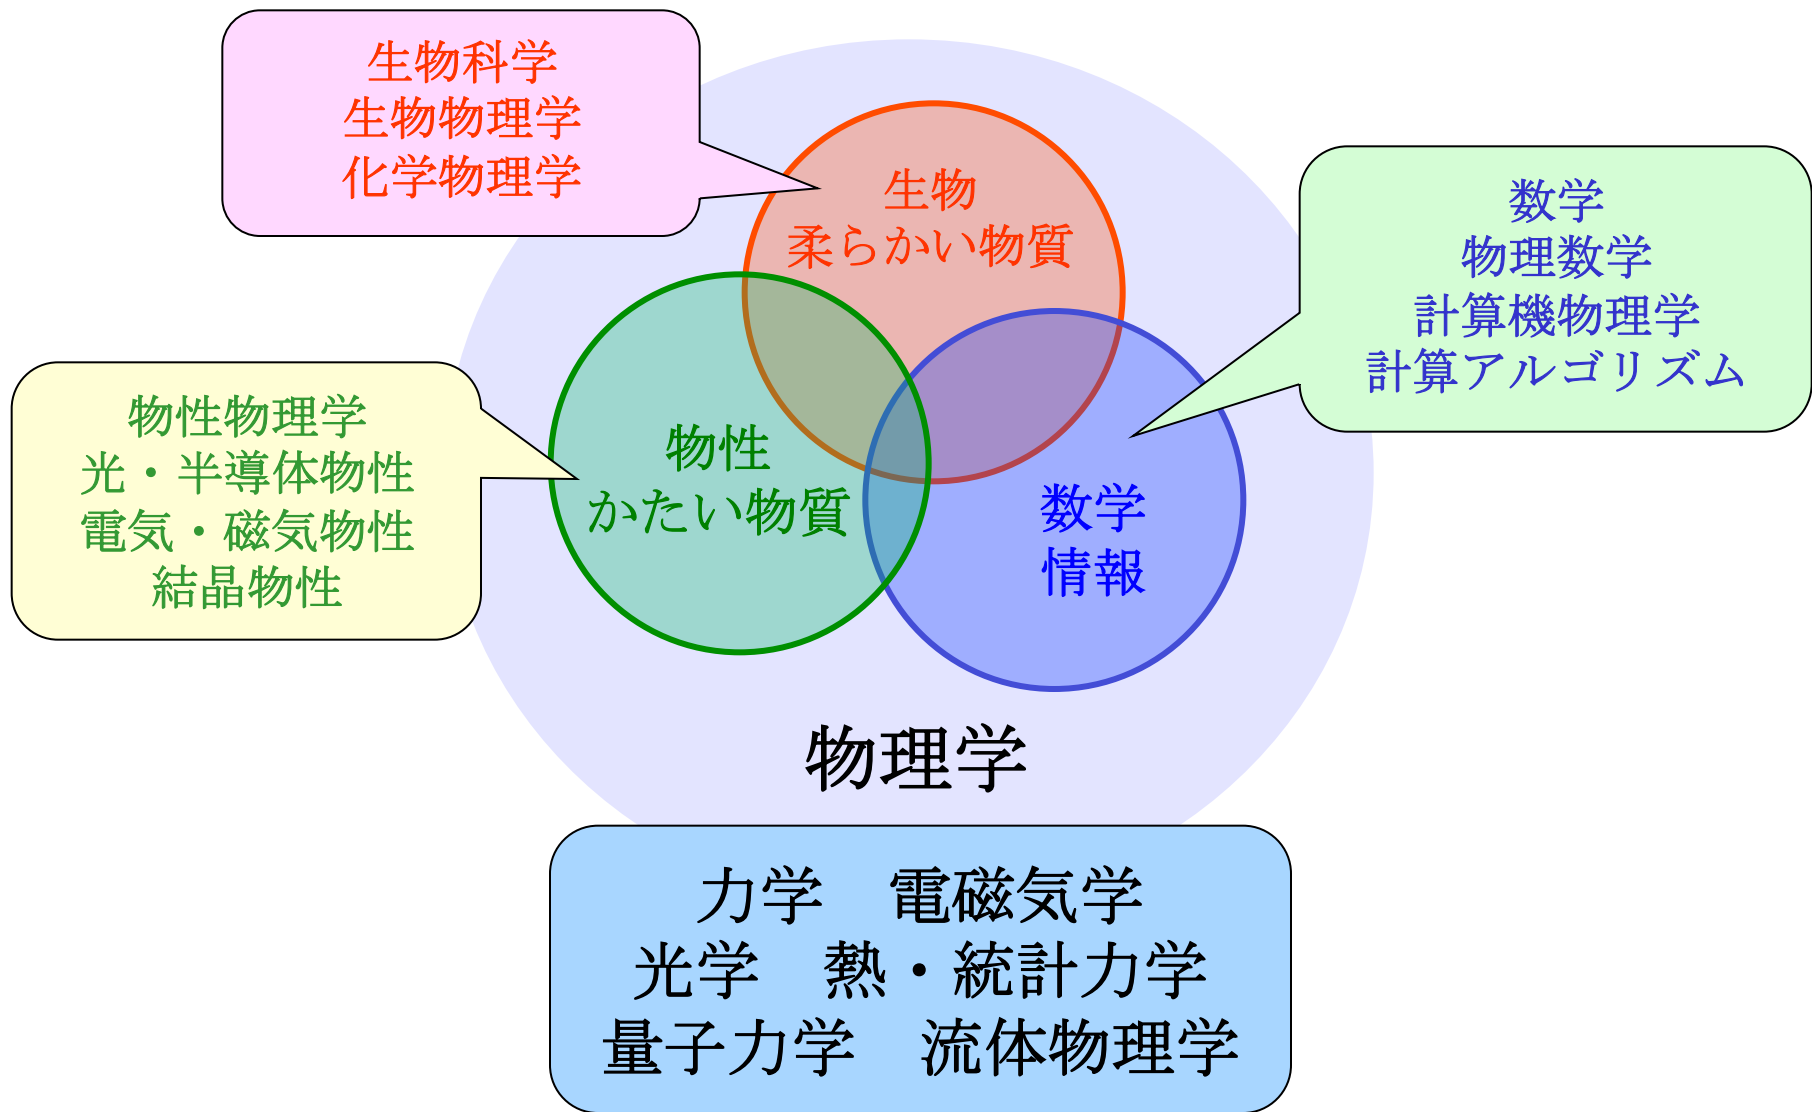 生物科学
生物物理学
化学物理学
生物
柔らかい物質
数学
物理数学
計算機物理学
計算アルゴリズム
物性物理学
光・半導体物性
電気・磁気物性
結晶物性
物性
かたい物質
数学
情報
物理学
力学　電磁気学
光学　熱・統計力学
量子力学　流体物理学